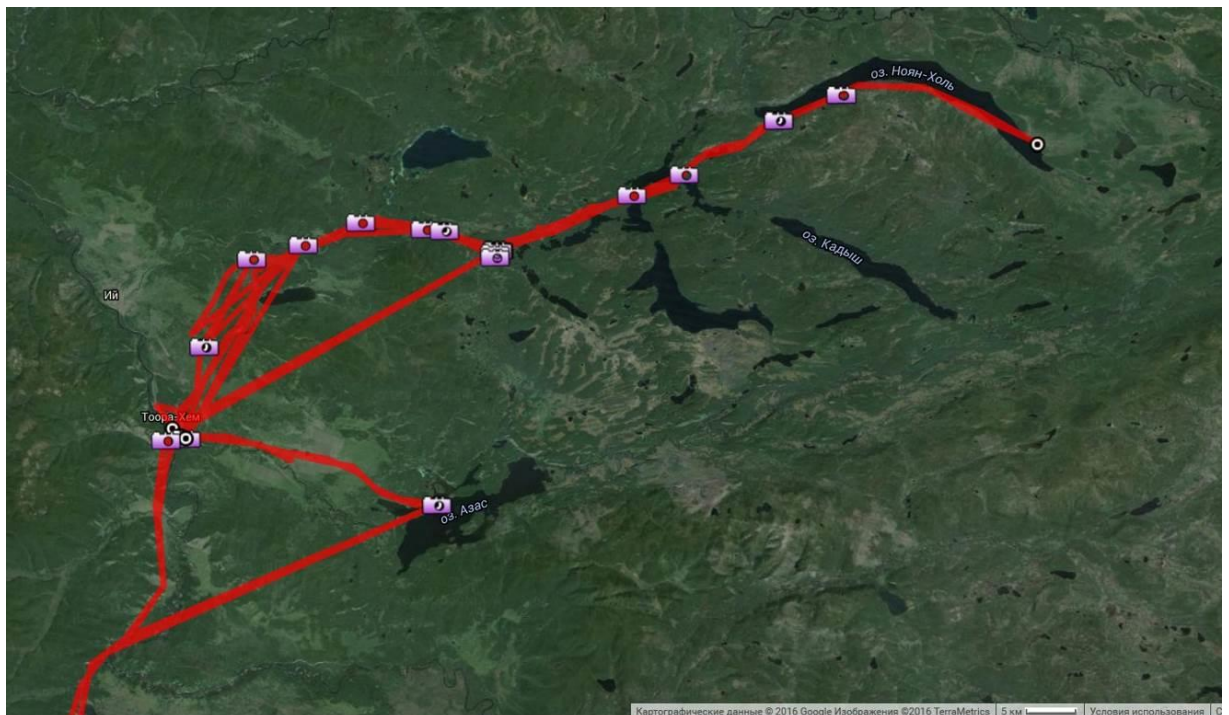 оз. Ноян-Холь
оз. Кадыш
Ий
Тоора-Хем
оз. Азас
Картографические данные © 2016 Google Изображения ©2016 TerraMetrics 5 км Условия использования С